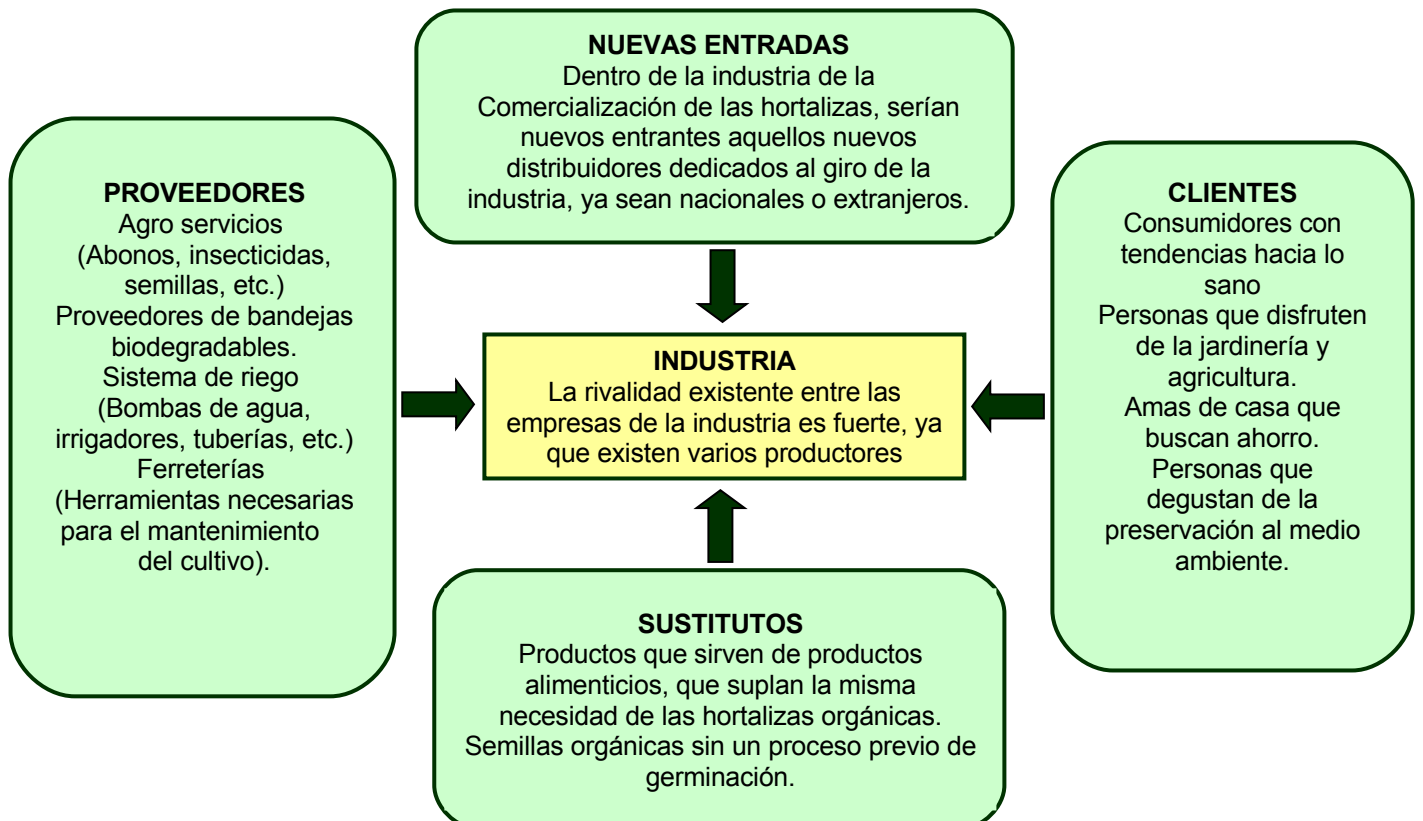 NUEVAS ENTRADAS
Dentro de la industria de la
Comercialización de las hortalizas, serían
nuevos entrantes aquellos nuevos
distribuidores dedicados al giro de la
industria, ya sean nacionales o extranjeros.
PROVEEDORES
Agro servicios
(Abonos, insecticidas,
semillas, etc.)
Proveedores de bandejas
biodegradables.
Sistema de riego
(Bombas de agua,
irrigadores, tuberías, etc.)
Ferreterías
(Herramientas necesarias
para el mantenimiento
del cultivo).
INDUSTRIA
La rivalidad existente entre las
empresas de la industria es fuerte, ya
que existen varios productores
CLIENTES
Consumidores con
tendencias hacia lo
sano
Personas que disfruten
de la jardinería y
agricultura.
Amas de casa que
buscan ahorro.
Personas que
degustan de la
preservación al medio
ambiente.
SUSTITUTOS
Productos que sirven de productos
alimenticios, que suplan la misma
necesidad de las hortalizas orgánicas.
Semillas orgánicas sin un proceso previo de
germinación.